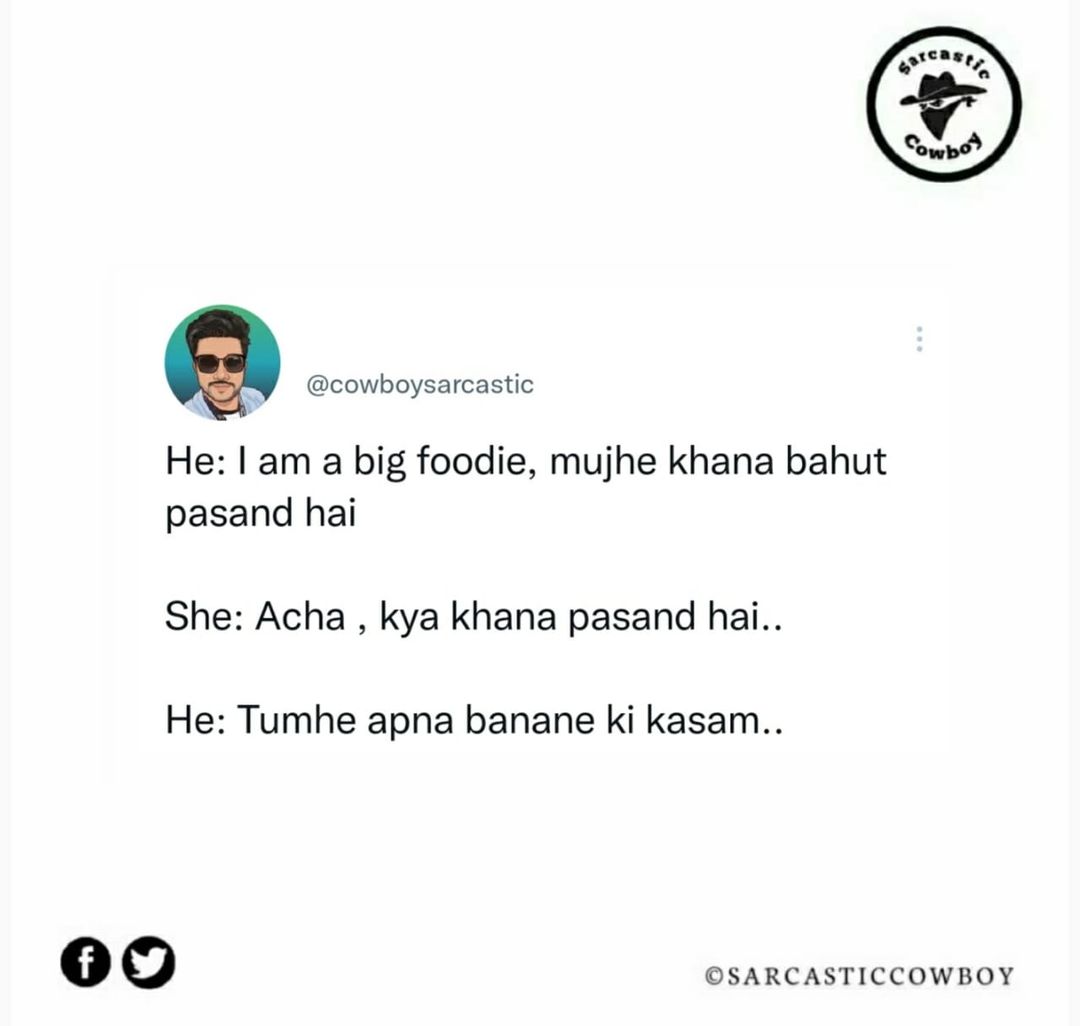 Sarcastic
Cowboy
@cowboysarcastic
He: I am a big foodie, mujhe khana bahut
pasand hai
She: Acha , kya khana pasand hai..
He: Tumhe apna banane ki kasam..
©SARCASTICCOWBOY